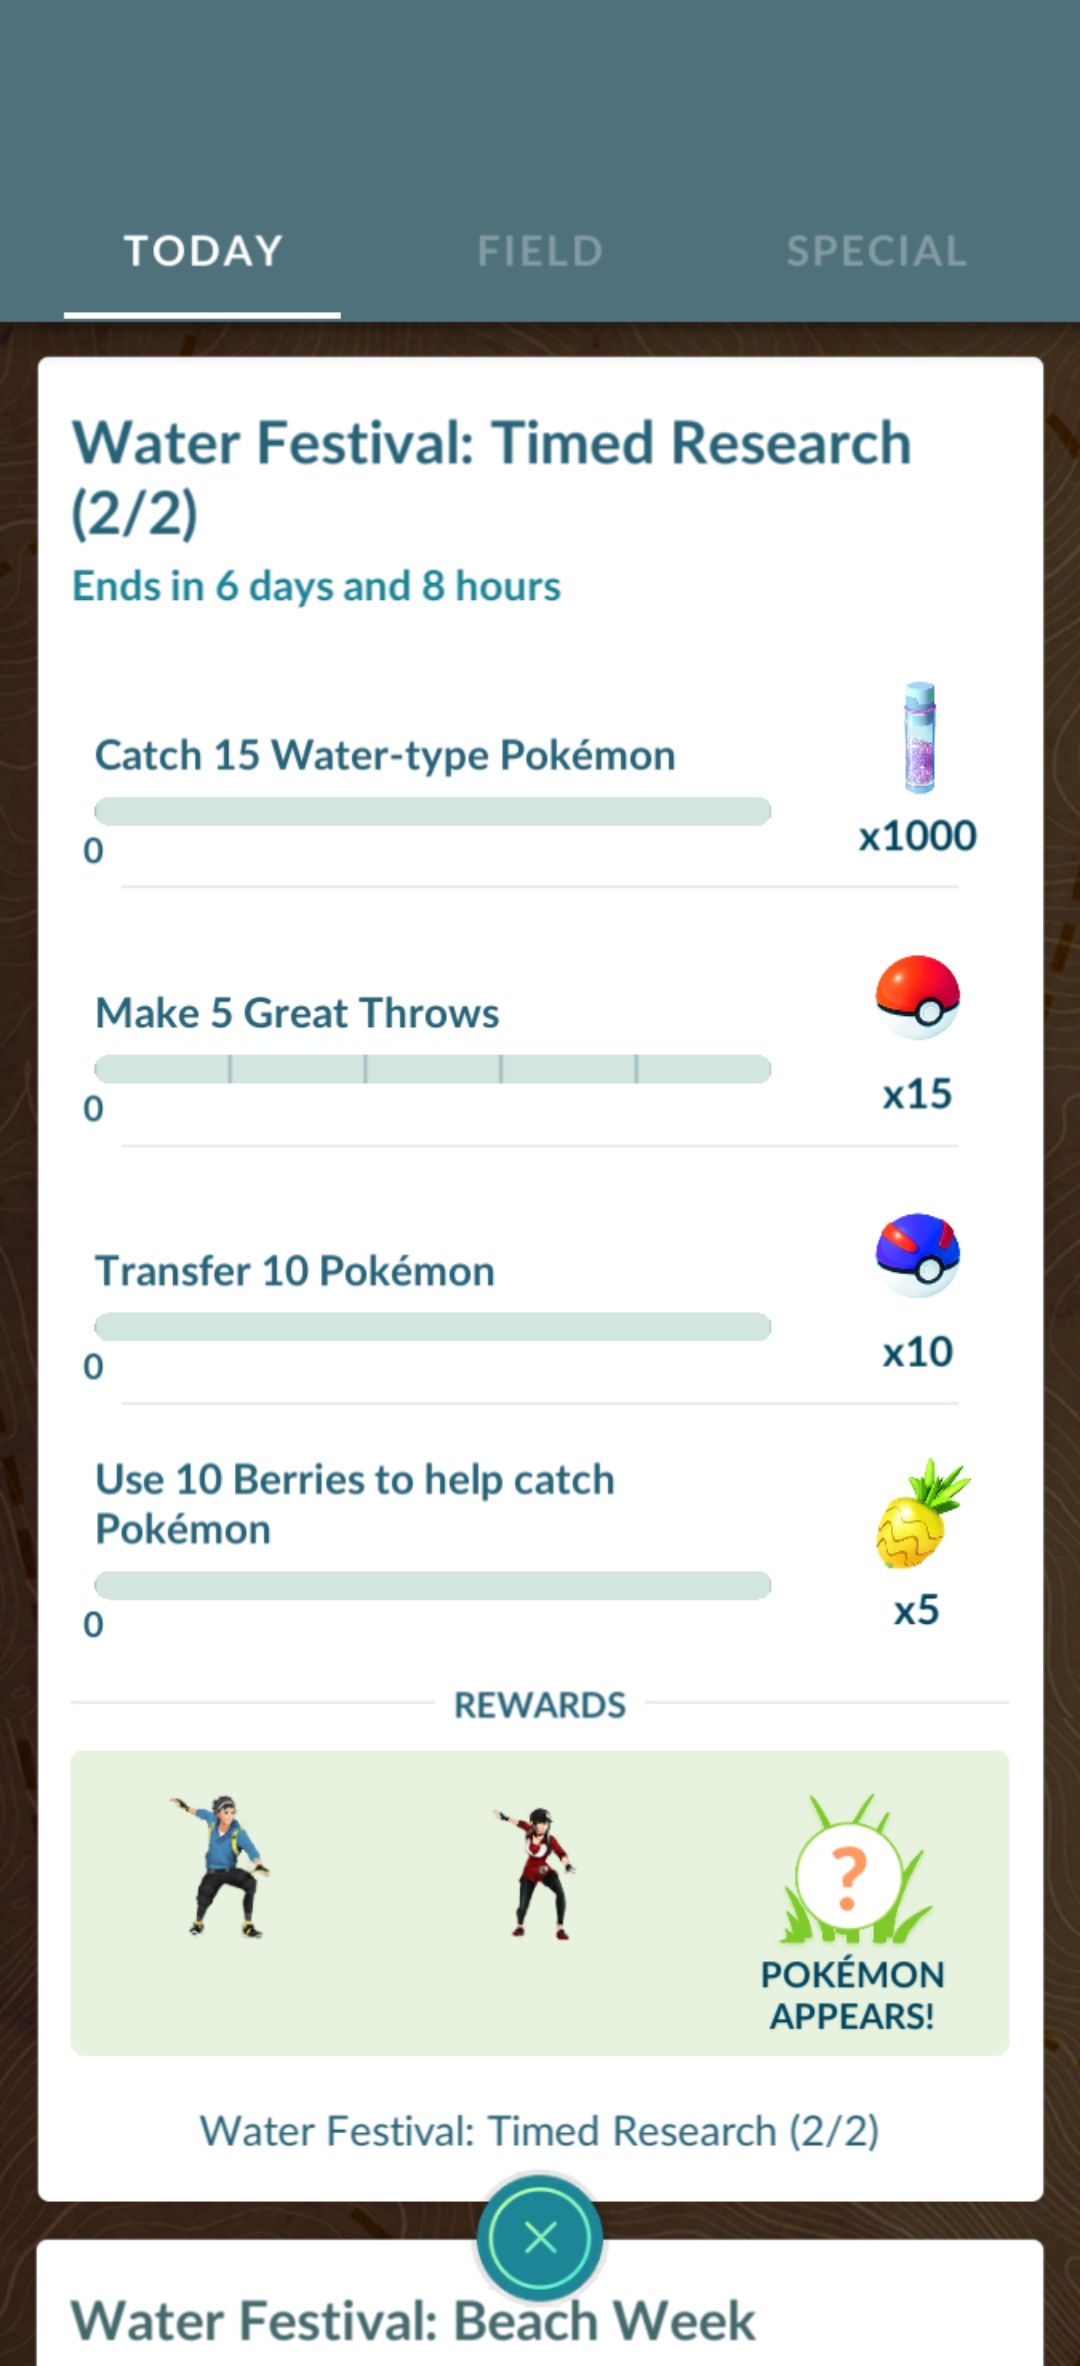 TODAY
FIELD
SPECIAL
Water Festival: Timed Research
(2/2)
Ends in 6 days and 8 hours
Catch 15 Water-type Pokémon
0
x1000
Make 5 Great Throws
0
x15
Transfer 10 Pokémon
0
x10
Use 10 Berries to help catch
Pokémon
0
x5
REWARDS
?
POKÉMON
APPEARS!
Water Festival: Timed Research (2/2)
Water Festival: Beach Week